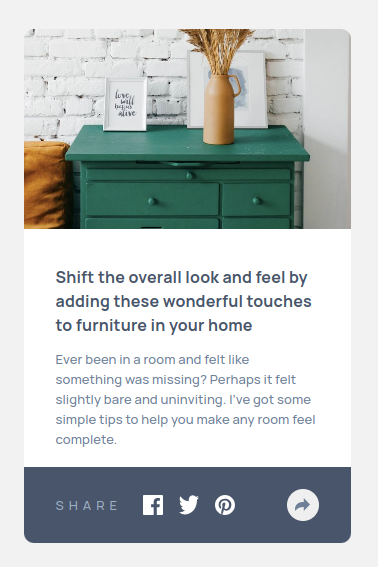 love
will
begins
alive
Shift the overall look and feel by
adding these wonderful touches
to furniture in your home
Ever been in a room and felt like
something was missing? Perhaps it felt
slightly bare and uninviting. I've got some
simple tips to help you make any room feel
complete.
SHARE